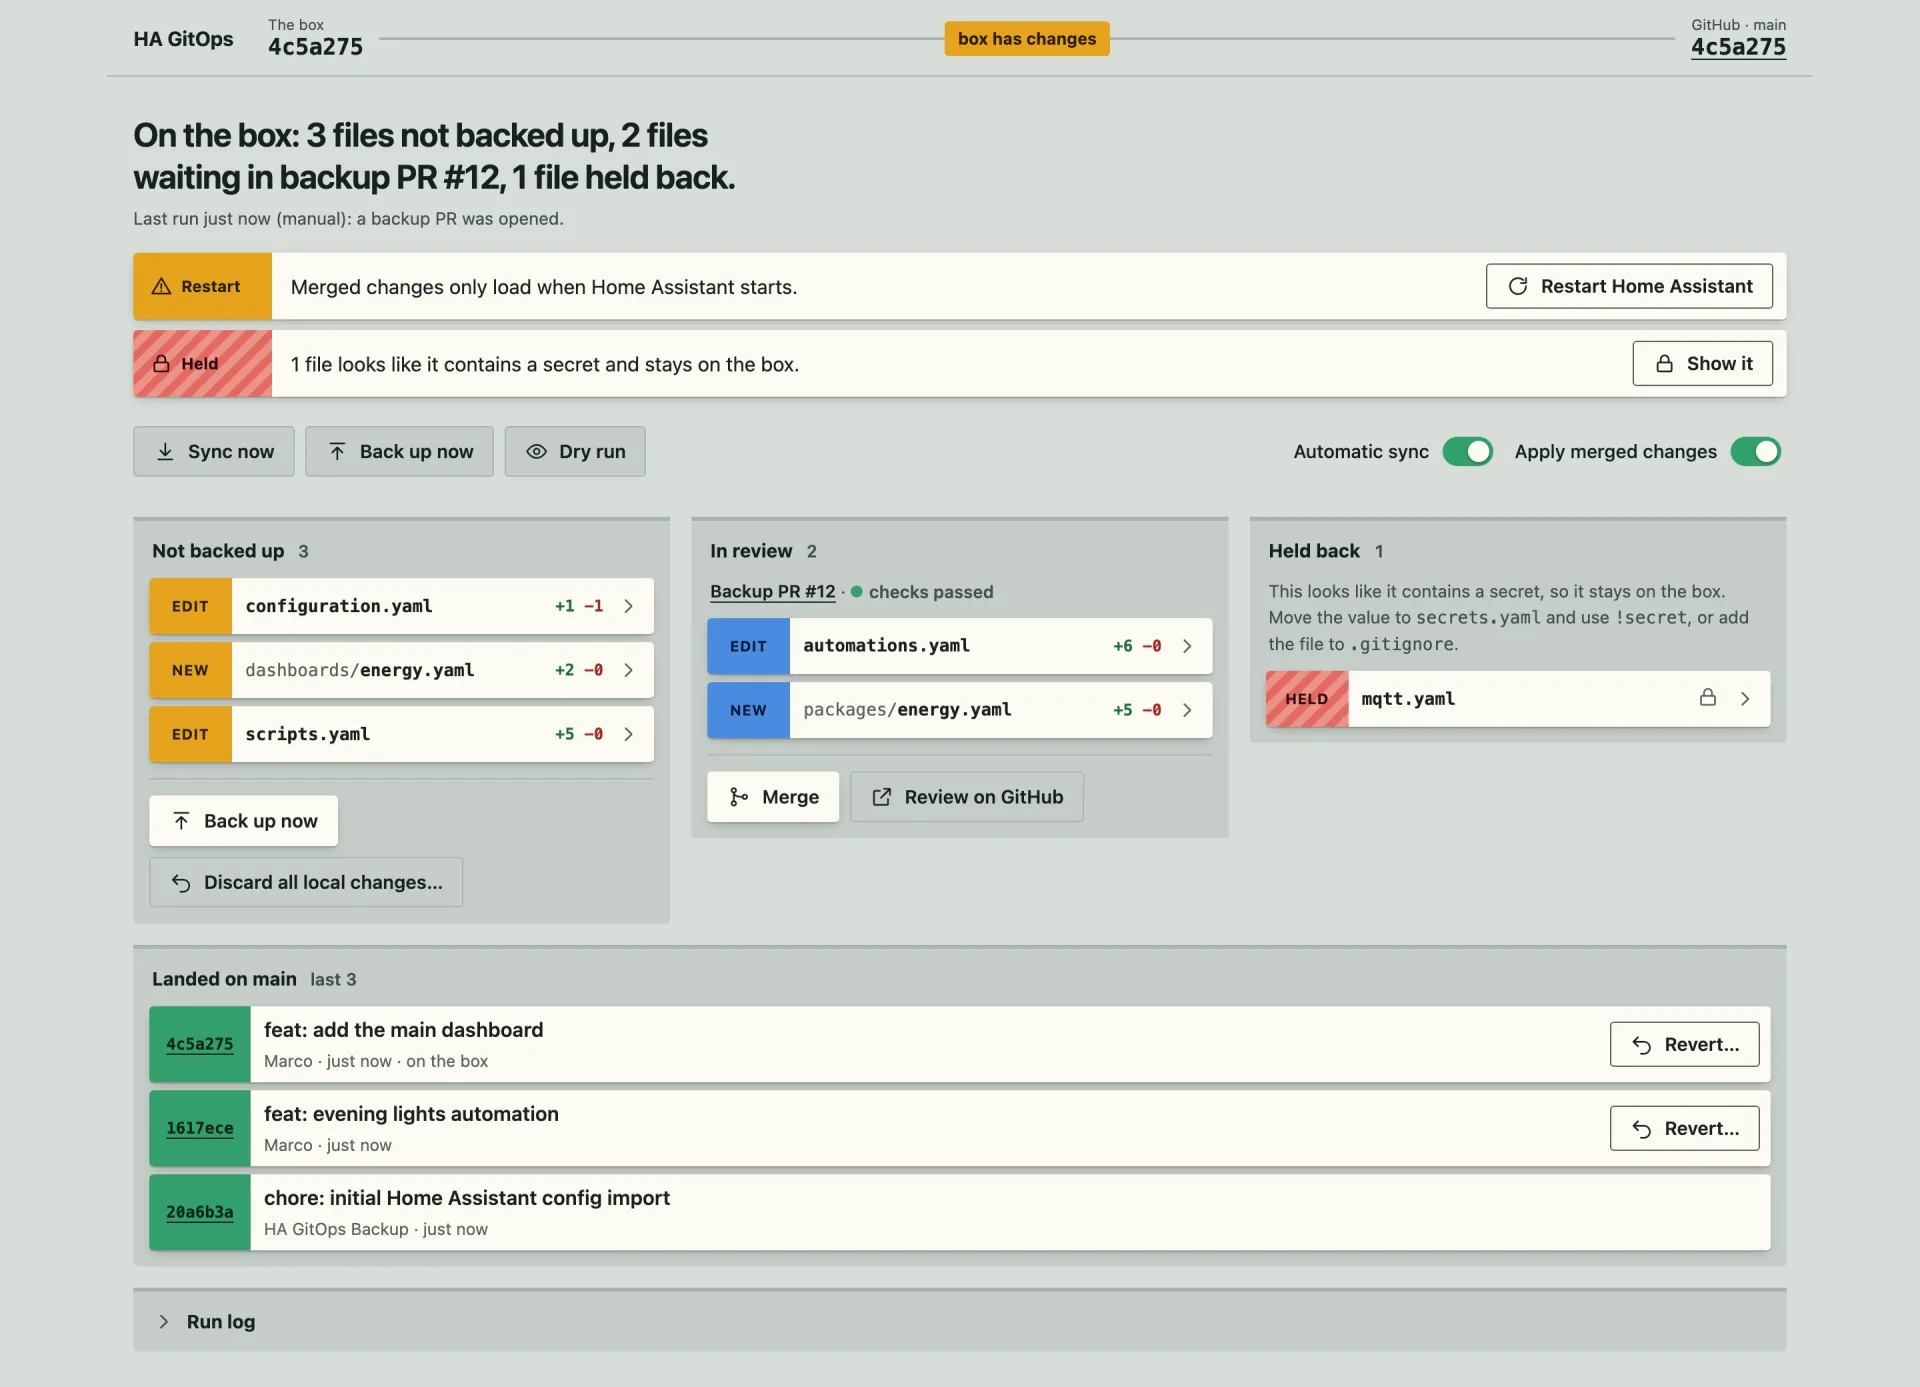 HA GitOps
The box
4c5a275
box has changes
GitHub · main
4c5a275
On the box: 3 files not backed up, 2 files
waiting in backup PR #12, 1 file held back.
Last run just now (manual): a backup PR was opened.
Restart
Merged changes only load when Home Assistant starts.
Restart Home Assistant
Held
1 file looks like it contains a secret and stays on the box.
Show it
Sync now
Back up now
Dry run
Automatic sync
Apply merged changes
Not backed up 3
EDIT configuration.yaml +1 −1
NEW dashboards/energy.yaml +2 −0
EDIT scripts.yaml +5 −0
Back up now
Discard all local changes...
In review 2
Backup PR #12 · checks passed
EDIT automations.yaml +6 −0
NEW packages/energy.yaml +5 −0
Merge
Review on GitHub
Held back 1
This looks like it contains a secret, so it stays on the box.
Move the value to secrets.yaml and use !secret, or add
the file to .gitignore.
HELD mqtt.yaml
Landed on main last 3
4c5a275
feat: add the main dashboard
Marco · just now · on the box
Revert...
1617ece
feat: evening lights automation
Marco · just now
Revert...
20a6b3a
chore: initial Home Assistant config import
HA GitOps Backup · just now
Run log